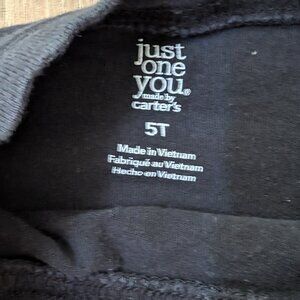 just
one
you®
made by
carter's
5T
Made in Vietnam
Fabriqué au Vietnam
Hecho en Vietnam